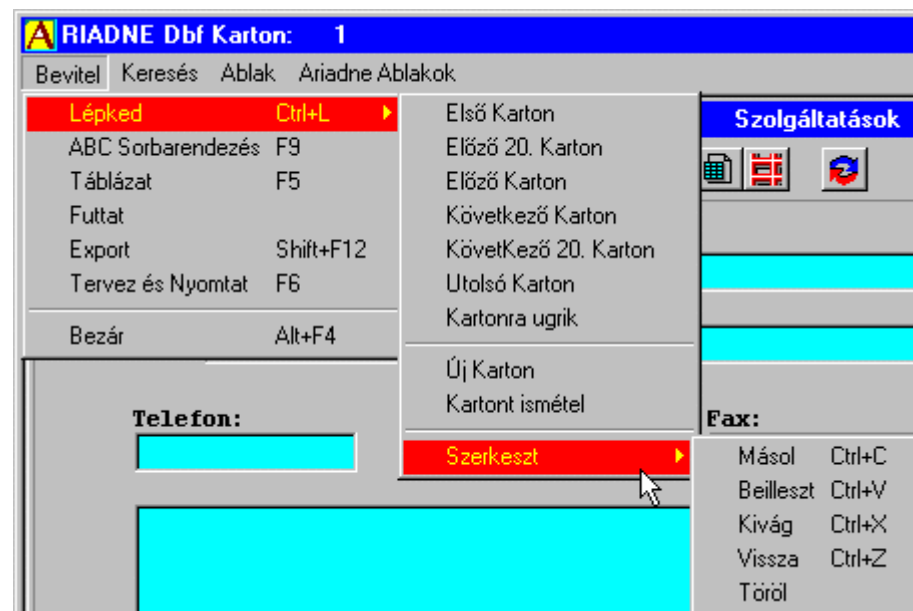 ARIADNE Dbf Karton: 1
Bevitel Keresés Ablak Ariadne Ablakok
Lépked Ctrl+L
ABC Sorbarendezés F9
Táblázat F5
Futtat
Export Shift+F12
Tervez és Nyomtat F6
Bezár Alt+F4
Első Karton
Előző 20. Karton
Előző Karton
Következő Karton
KövetKező 20. Karton
Utolsó Karton
Kartonra ugrik
Új Karton
Kartont ismétel
Szerkeszt
Másol Ctrl+C
Beilleszt Ctrl+V
Kivág Ctrl+X
Vissza Ctrl+Z
Töröl
Szolgáltatások
Telefon:
Fax: